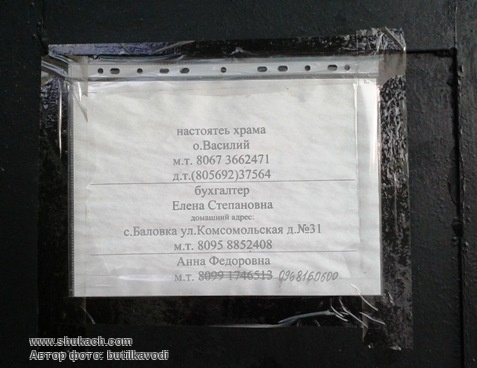 настоятеь храма
о.Василий
м.т. 8067 3662471
д.т.(805692)37564
бухгалтер
Елена Степановна
домашний адрес:
с.Баловка ул.Комсомольская д.№31
м.т. 8095 8852408
Анна Федоровна
м.т. 8099 1746513 0968160600
www.shukach.com
Автор фото: butilkavodi